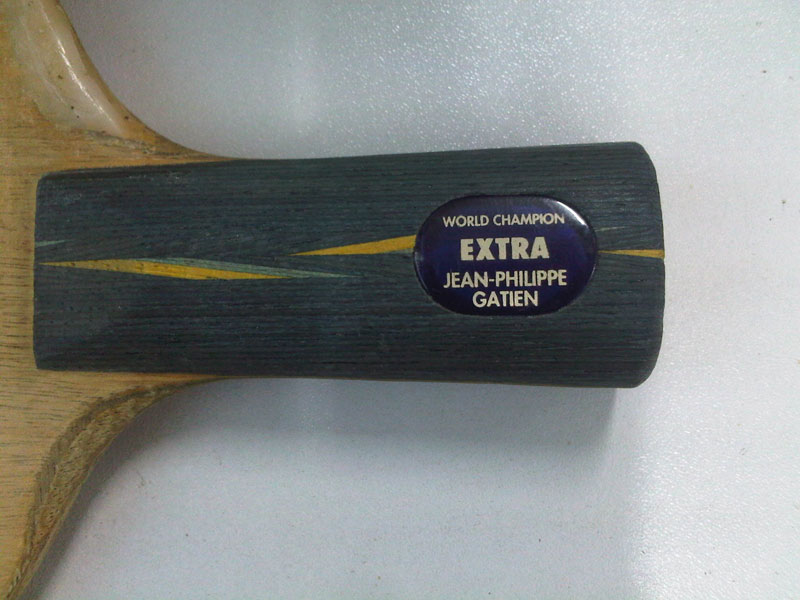 WORLD CHAMPION
EXTRA
JEAN-PHILIPPE
GATIEN